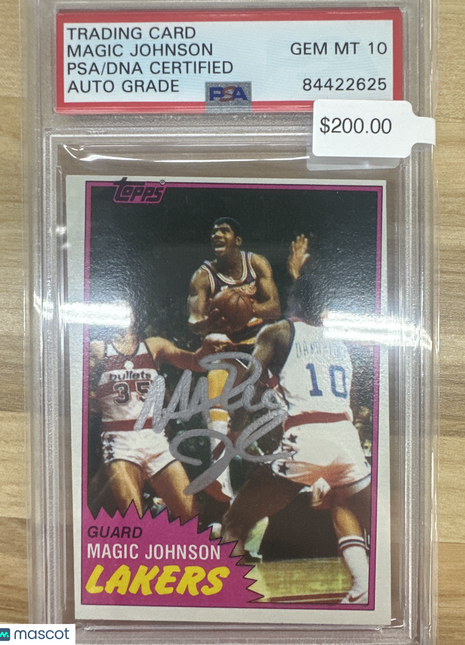 TRADING CARD
MAGIC JOHNSON GEM MT 10
PSA/DNA CERTIFIED
AUTO GRADE PSA 84422625
$200.00
Topps
bullets
35
10
GUARD
MAGIC JOHNSON
LAKERS
mascot